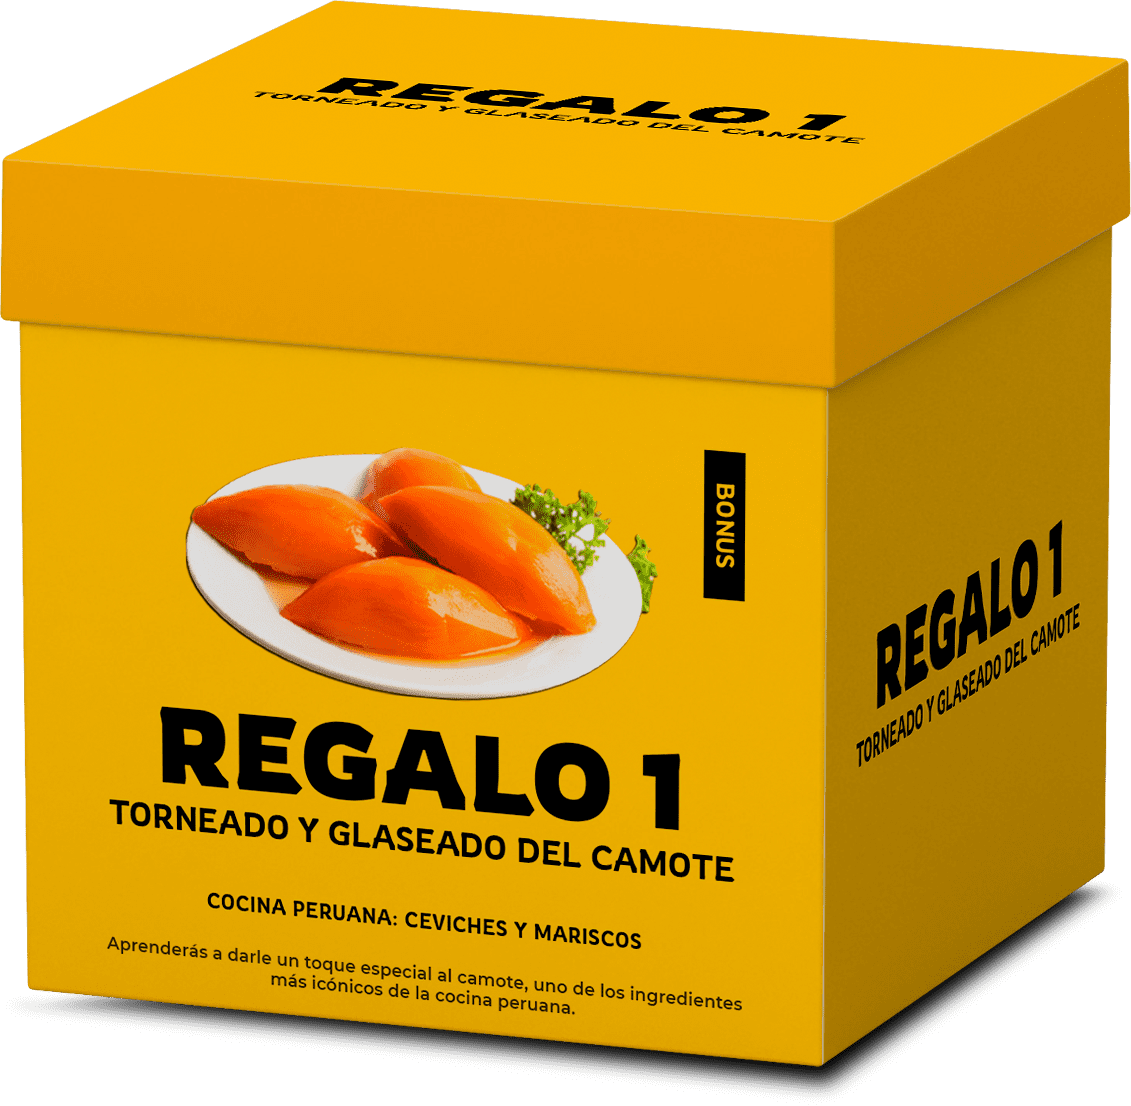 REGALO 1
TORNEADO Y GLASEADO DEL CAMOTE
BONUS
REGALO 1
TORNEADO Y GLASEADO DEL CAMOTE
COCINA PERUANA: CEVICHES Y MARISCOS
Aprenderás a darle un toque especial al camote, uno de los ingredientes
más icónicos de la cocina peruana.
REGALO 1
TORNEADO Y GLASEADO DEL CAMOTE